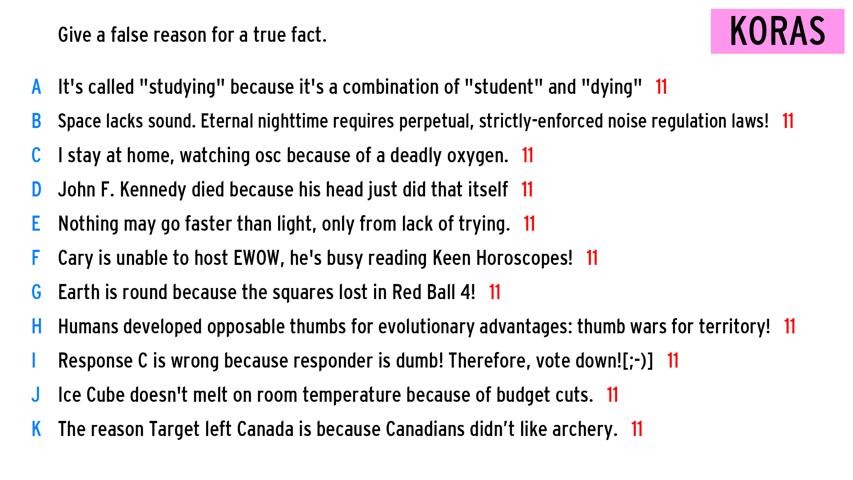 Give a false reason for a true fact.
KORAS
A It's called "studying" because it's a combination of "student" and "dying" 11
B Space lacks sound. Eternal nighttime requires perpetual, strictly-enforced noise regulation laws! 11
C I stay at home, watching osc because of a deadly oxygen. 11
D John F. Kennedy died because his head just did that itself 11
E Nothing may go faster than light, only from lack of trying. 11
F Cary is unable to host EWOW, he's busy reading Keen Horoscopes! 11
G Earth is round because the squares lost in Red Ball 4! 11
H Humans developed opposable thumbs for evolutionary advantages: thumb wars for territory! 11
I Response C is wrong because responder is dumb! Therefore, vote down![;-)] 11
J Ice Cube doesn't melt on room temperature because of budget cuts. 11
K The reason Target left Canada is because Canadians didn’t like archery. 11